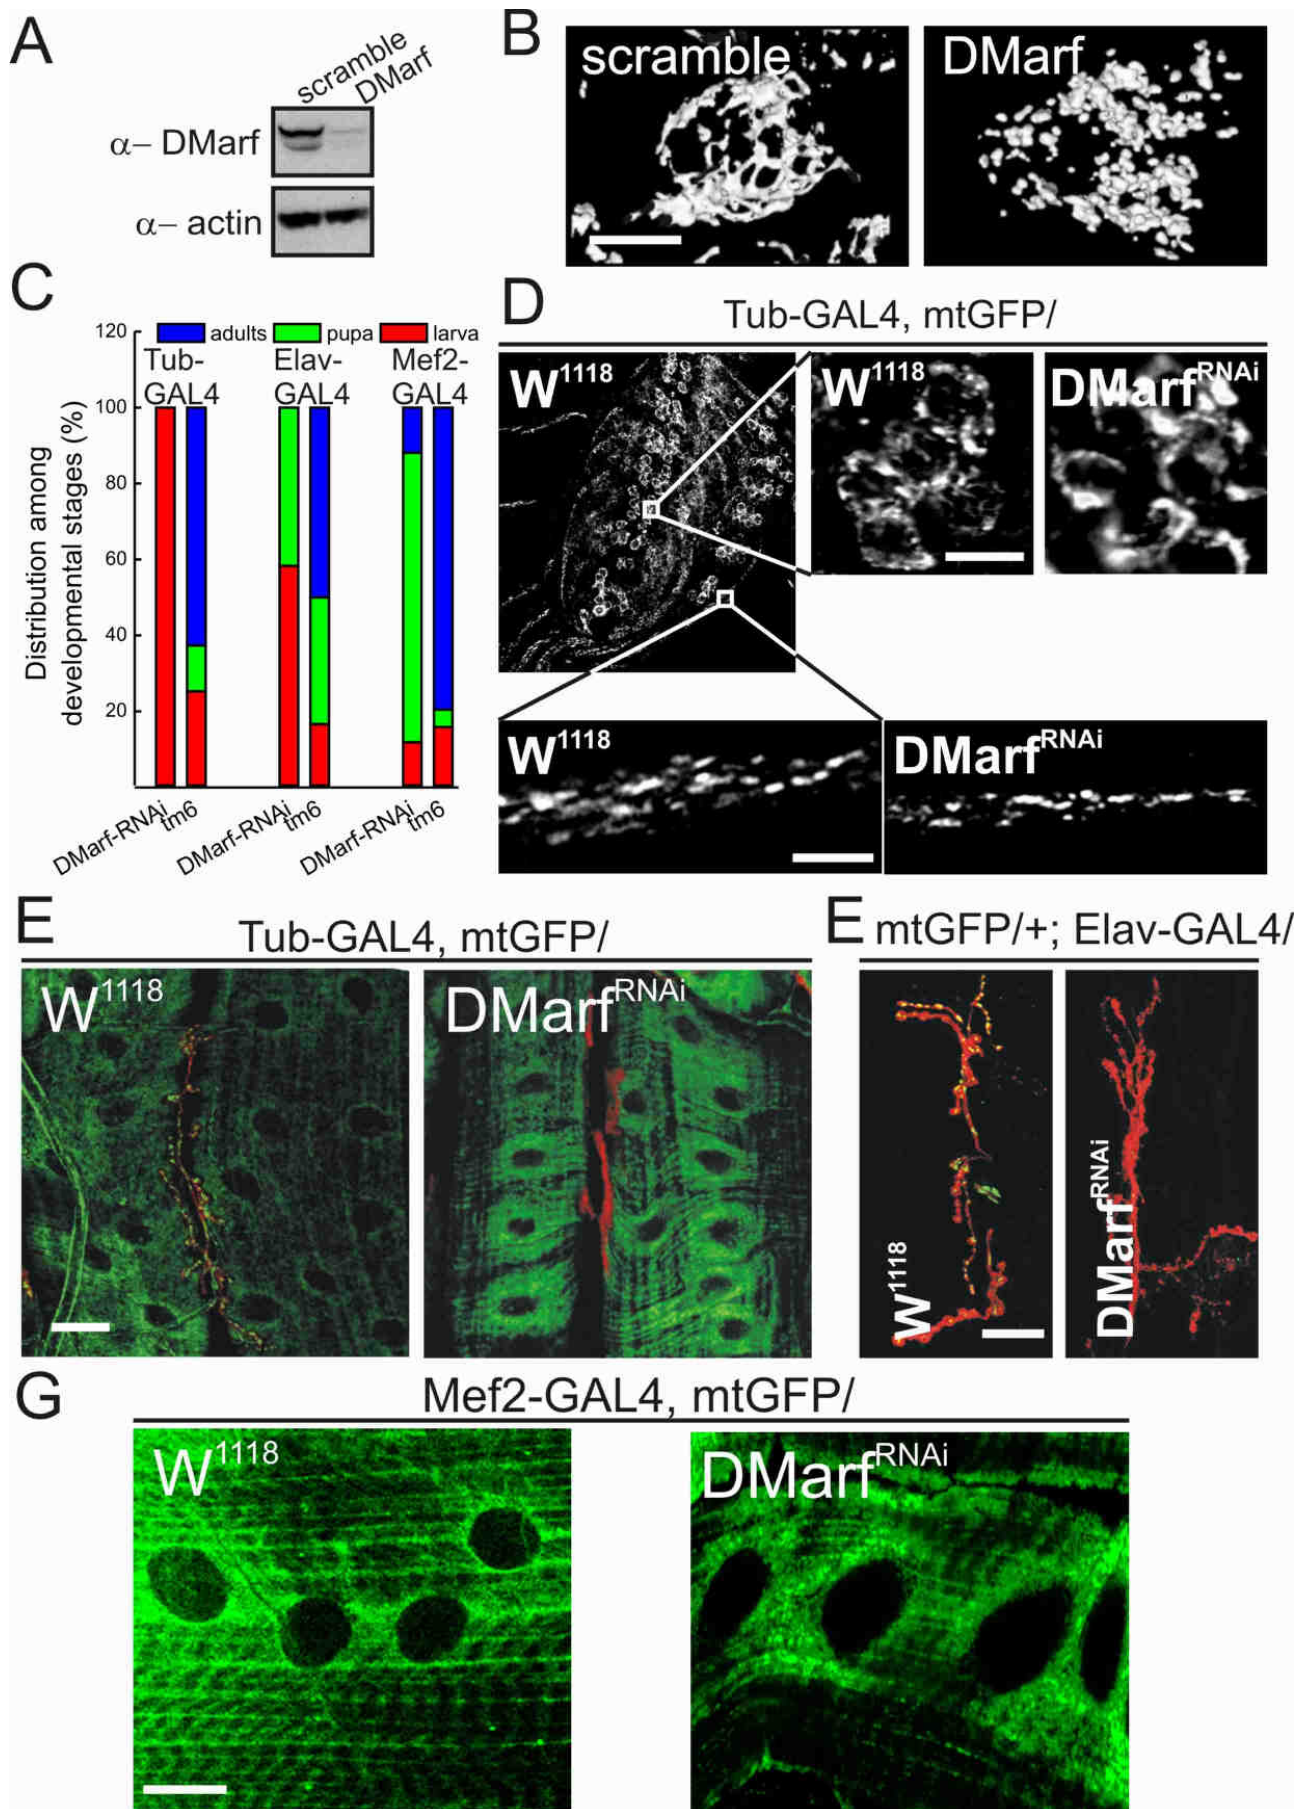 A
scramble
DMarf
α– DMarf
α– actin
B
scramble
DMarf
C
120
100
80
60
40
20
Distribution among
developmental stages (%)
adults pupa larva
Tub-
GAL4
Elav-
GAL4
Mef2-
GAL4
DMarf-RNAi
tm6
DMarf-RNAi
tm6
DMarf-RNAi
tm6
D
Tub-GAL4, mtGFP/
W1118
W1118
DMarfRNAi
W1118
DMarfRNAi
E
Tub-GAL4, mtGFP/
W1118
DMarfRNAi
E
mtGFP/+; Elav-GAL4/
W1118
DMarfRNAi
G
Mef2-GAL4, mtGFP/
W1118
DMarfRNAi